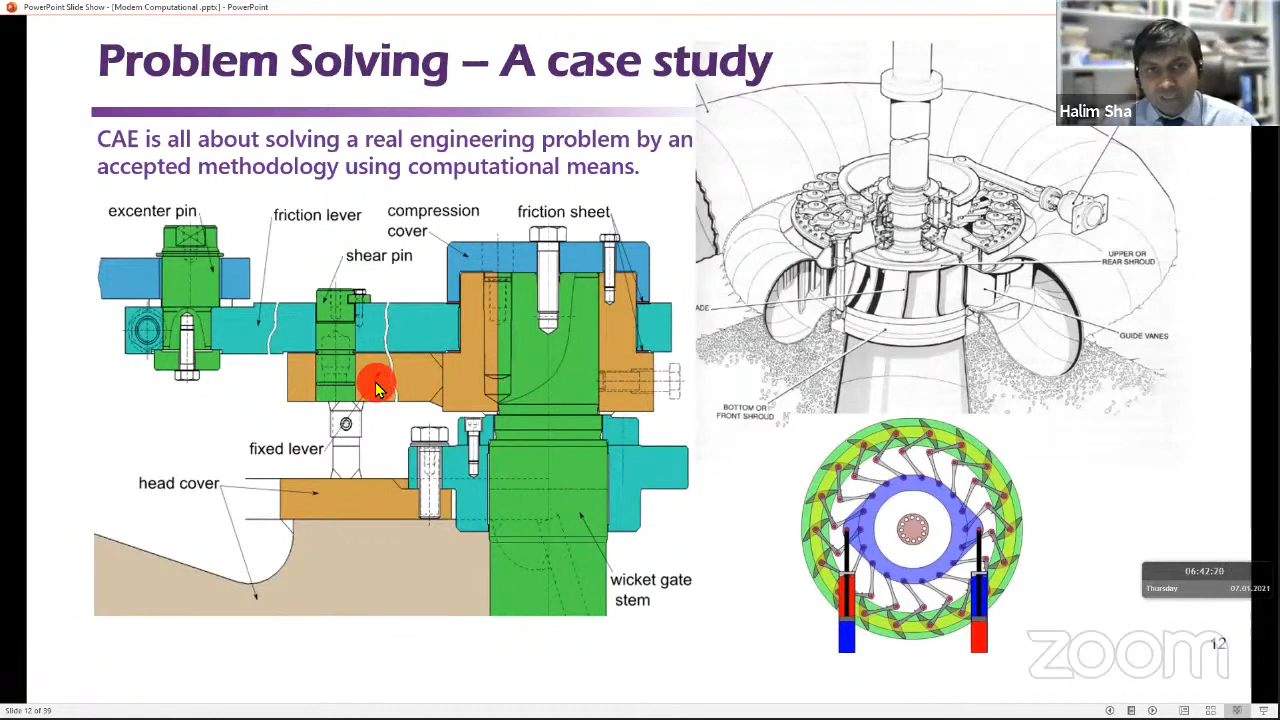 PowerPoint Slide Show - [Modern Computational .pptx] - PowerPoint
Problem Solving – A case study
Halim Sha
CAE is all about solving a real engineering problem by an
accepted methodology using computational means.
excenter pin
friction lever
compression
cover
friction sheet
shear pin
fixed lever
head cover
wicket gate
stem
UPPER OR
REAR SHROUD
ADE
GUIDE VANES
BOTTOM OR
FRONT SHROUD
06:42:20
Thursday 07.01.2021
12
zoom
Slide 12 of 39